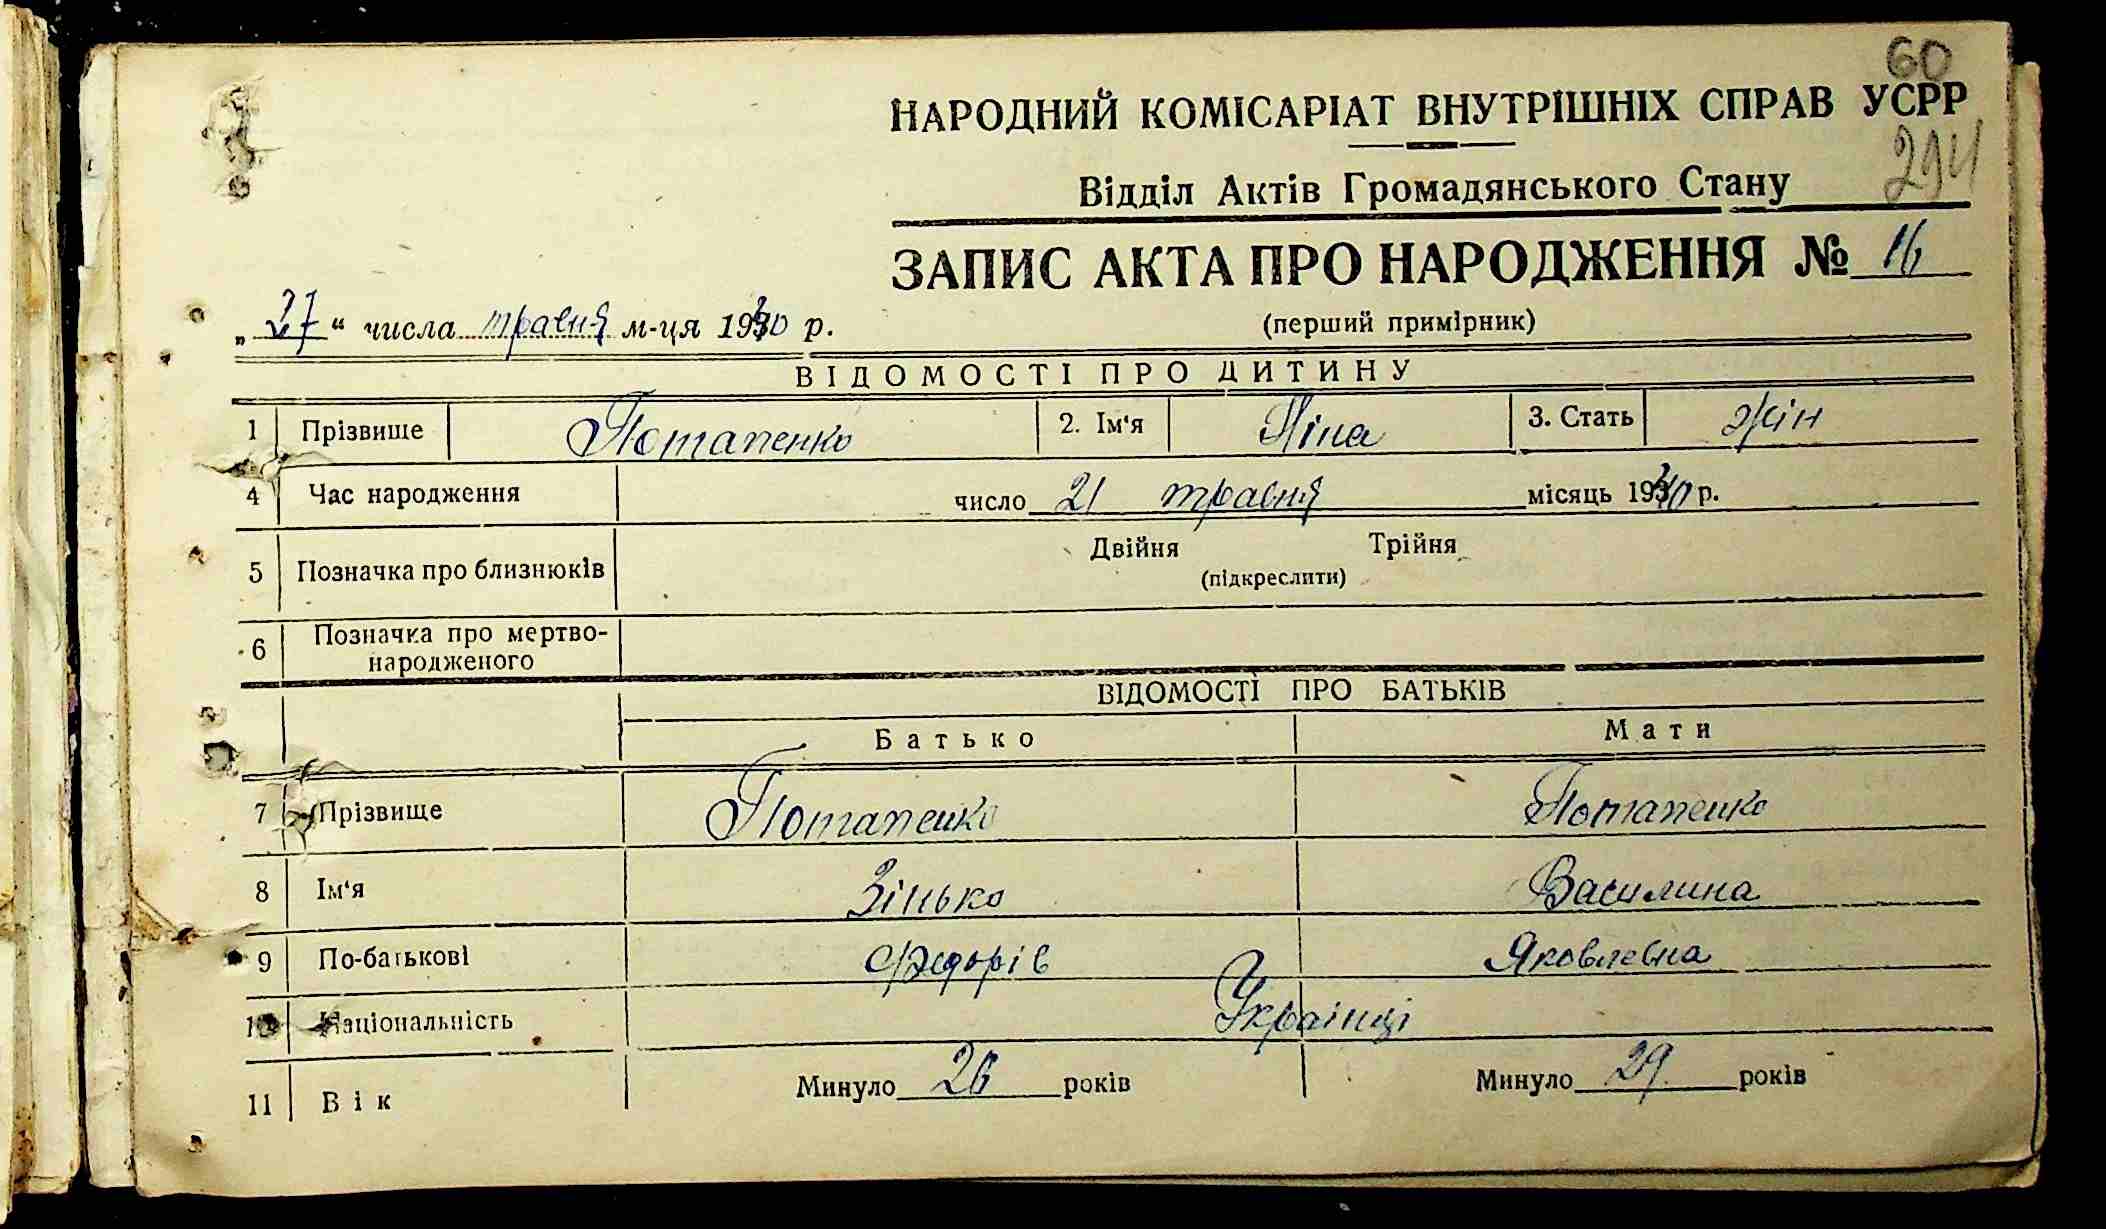 60
НАРОДНИЙ КОМІСАРІАТ ВНУТРІШНІХ СПРАВ УСРР
294
Відділ Актів Громадянського Стану
ЗАПИС АКТА ПРО НАРОДЖЕННЯ № 16
„27“ числа травня м-ця 1940 р.
(перший примірник)
ВІДОМОСТІ ПРО ДИТИНУ
1 Прізвище Потапенко 2. Ім'я Ніна 3. Стать жін
4 Час народження число 21 травня місяць 1940 р.
5 Позначка про близнюків Двійня Трійня
(підкреслити)
6 Позначка про мертво-
народженого
ВІДОМОСТІ ПРО БАТЬКІВ
Батько Мати
7 Прізвище Потапенко Потапенко
8 Ім'я Зінько Василина
9 По-батькові Федорів Яковлевна
10 Національність Українці
11 Вік Минуло 26 років Минуло 29 років